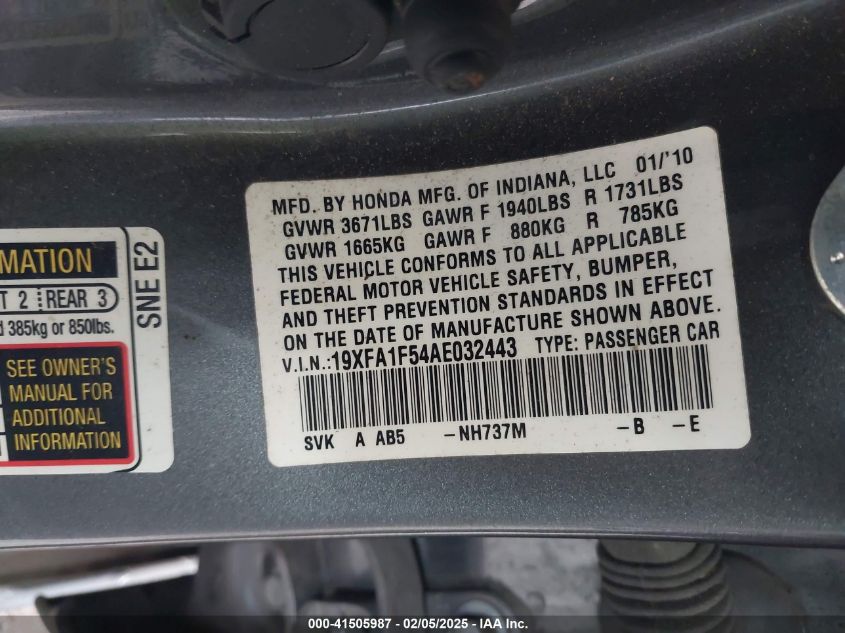 MFD. BY HONDA MFG. OF INDIANA, LLC 01/'10
GVWR 3671LBS GAWR F 1940LBS R 1731LBS
GVWR 1665KG GAWR F 880KG R 785KG
THIS VEHICLE CONFORMS TO ALL APPLICABLE
FEDERAL MOTOR VEHICLE SAFETY, BUMPER,
AND THEFT PREVENTION STANDARDS IN EFFECT
ON THE DATE OF MANUFACTURE SHOWN ABOVE.
V.I.N.:19XFA1F54AE032443 TYPE: PASSENGER CAR
SVK A AB5 -NH737M -B -E
MATION
T 2 REAR 3
d 385kg or 850lbs.
SEE OWNER'S
MANUAL FOR
ADDITIONAL
INFORMATION
SNE E2
000-41505987 - 02/05/2025 - IAA Inc.